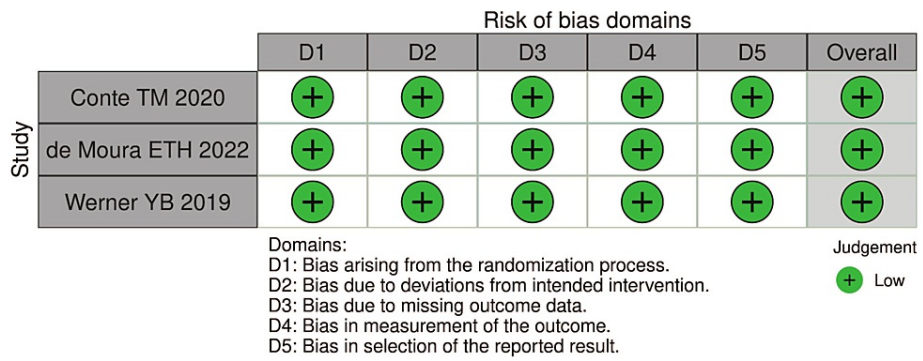 Risk of bias domains
D1 D2 D3 D4 D5 Overall
Study
Conte TM 2020 + + + + + +
de Moura ETH 2022 + + + + + +
Werner YB 2019 + + + + + +
Domains:
D1: Bias arising from the randomization process.
D2: Bias due to deviations from intended intervention.
D3: Bias due to missing outcome data.
D4: Bias in measurement of the outcome.
D5: Bias in selection of the reported result.
Judgement
+ Low